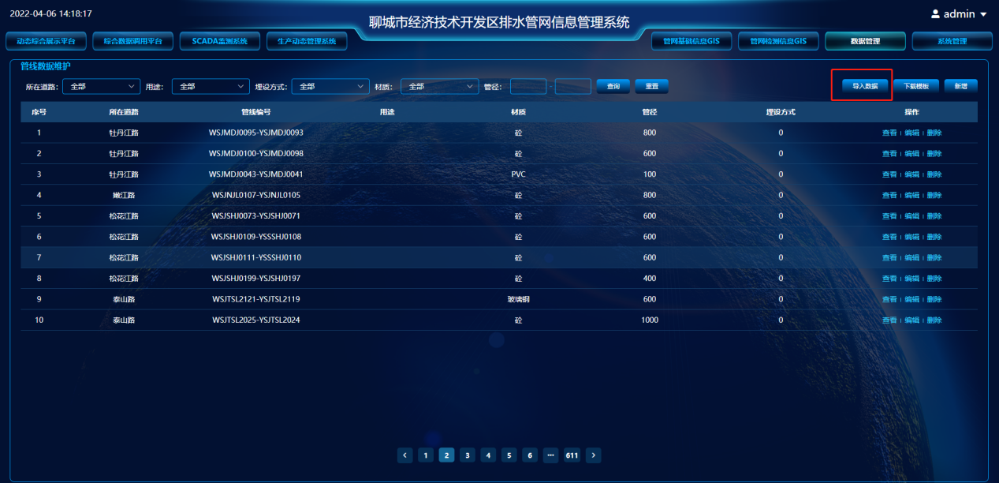 2022-04-06 14:18:17
聊城市经济技术开发区排水管网信息管理系统
admin
动态综合展示平台 综合数据调用平台 SCADA监测系统 生产动态管理系统 管网基础信息GIS 管网检测信息GIS 数据管理 系统管理
管线数据维护
所在道路: 全部 用途: 全部 埋设方式: 全部 材质: 全部 管径: - 查询 重置 导入数据 下载模板 新增
序号 所在道路 管线编号 用途 材质 管径 埋设方式 操作
1 牡丹江路 WSJMDJ0095-YSJMDJ0093 砼 800 0 查看 编辑 删除
2 牡丹江路 WSJMDJ0100-YSJMDJ0098 砼 600 0 查看 编辑 删除
3 牡丹江路 WSJMDJ0043-YSJMDJ0041 PVC 100 0 查看 编辑 删除
4 嫩江路 WSJNJL0107-YSJNJL0105 砼 800 0 查看 编辑 删除
5 松花江路 WSJSHJ0073-YSJSHJ0071 砼 600 0 查看 编辑 删除
6 松花江路 WSJSHJ0109-YSSSHJ0108 砼 600 0 查看 编辑 删除
7 松花江路 WSJSHJ0111-YSSSHJ0110 砼 600 0 查看 编辑 删除
8 松花江路 WSJSHJ0199-YSJSHJ0197 砼 400 0 查看 编辑 删除
9 泰山路 WSJTSL2121-YSJTSL2119 玻璃钢 600 0 查看 编辑 删除
10 泰山路 WSJTSL2025-YSJTSL2024 砼 1000 0 查看 编辑 删除
< 1 2 3 4 5 6 ··· 611 >